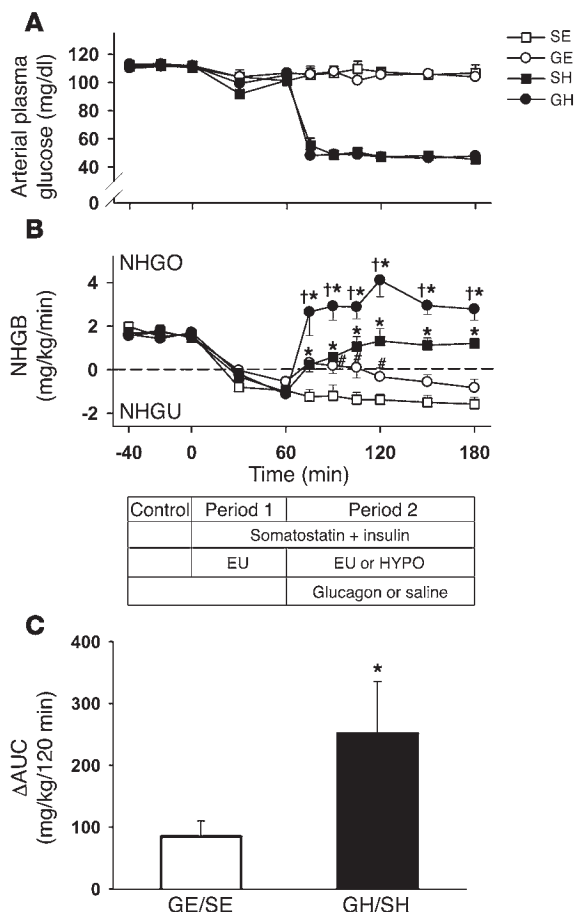 A
SE
GE
SH
GH
Arterial plasma
glucose (mg/dl)
120
100
80
60
40
0
B
NHGO
†* †* †* †* †* †*
* * * * * *
# # #
NHGB
(mg/kg/min)
4
2
0
-2
NHGU
-40 0 60 120 180
Time (min)
Control Period 1 Period 2
Somatostatin + insulin
EU EU or HYPO
Glucagon or saline
C
ΔAUC
(mg/kg/120 min)
400
300
200
100
0
*
GE/SE GH/SH